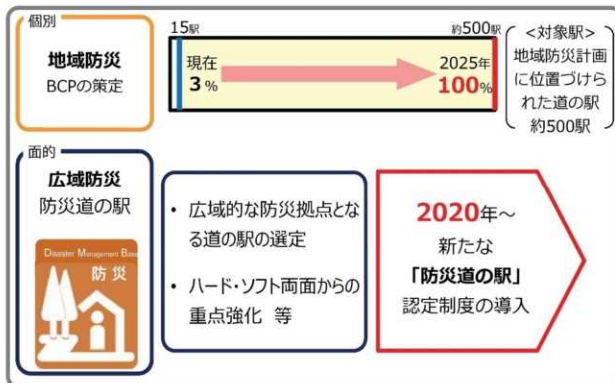 個別
地域防災
BCPの策定
15駅
約500駅
現在
3%
2025年
100%
<対象駅>
地域防災計画
に位置づけら
れた道の駅
約500駅
面的
広域防災
防災道の駅
Disaster Management Base
防災
・ 広域的な防災拠点とな
る道の駅の選定
・ ハード・ソフト両面からの
重点強化 等
2020年～
新たな
「防災道の駅」
認定制度の導入